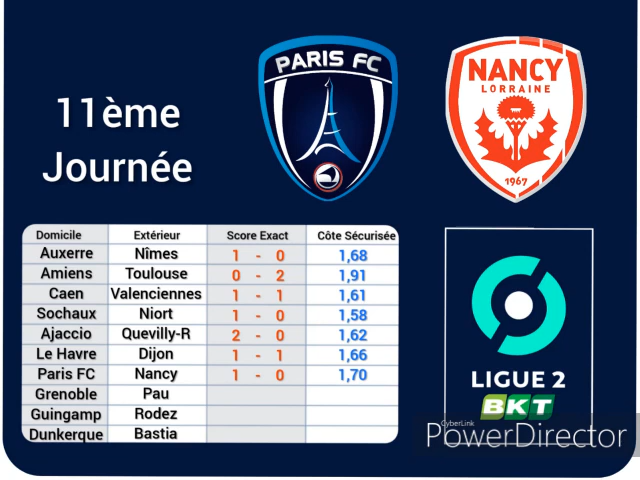 PARIS FC
NANCY
LORRAINE
1967
11ème
Journée
Domicile Extérieur Score Exact Côte Sécurisée
Auxerre Nîmes 1 - 0 1,68
Amiens Toulouse 0 - 2 1,91
Caen Valenciennes 1 - 1 1,61
Sochaux Niort 1 - 0 1,58
Ajaccio Quevilly-R 2 - 0 1,62
Le Havre Dijon 1 - 1 1,66
Paris FC Nancy 1 - 0 1,70
Grenoble Pau
Guingamp Rodez
Dunkerque Bastia
LIGUE 2
BKT
CyberLink
PowerDirector